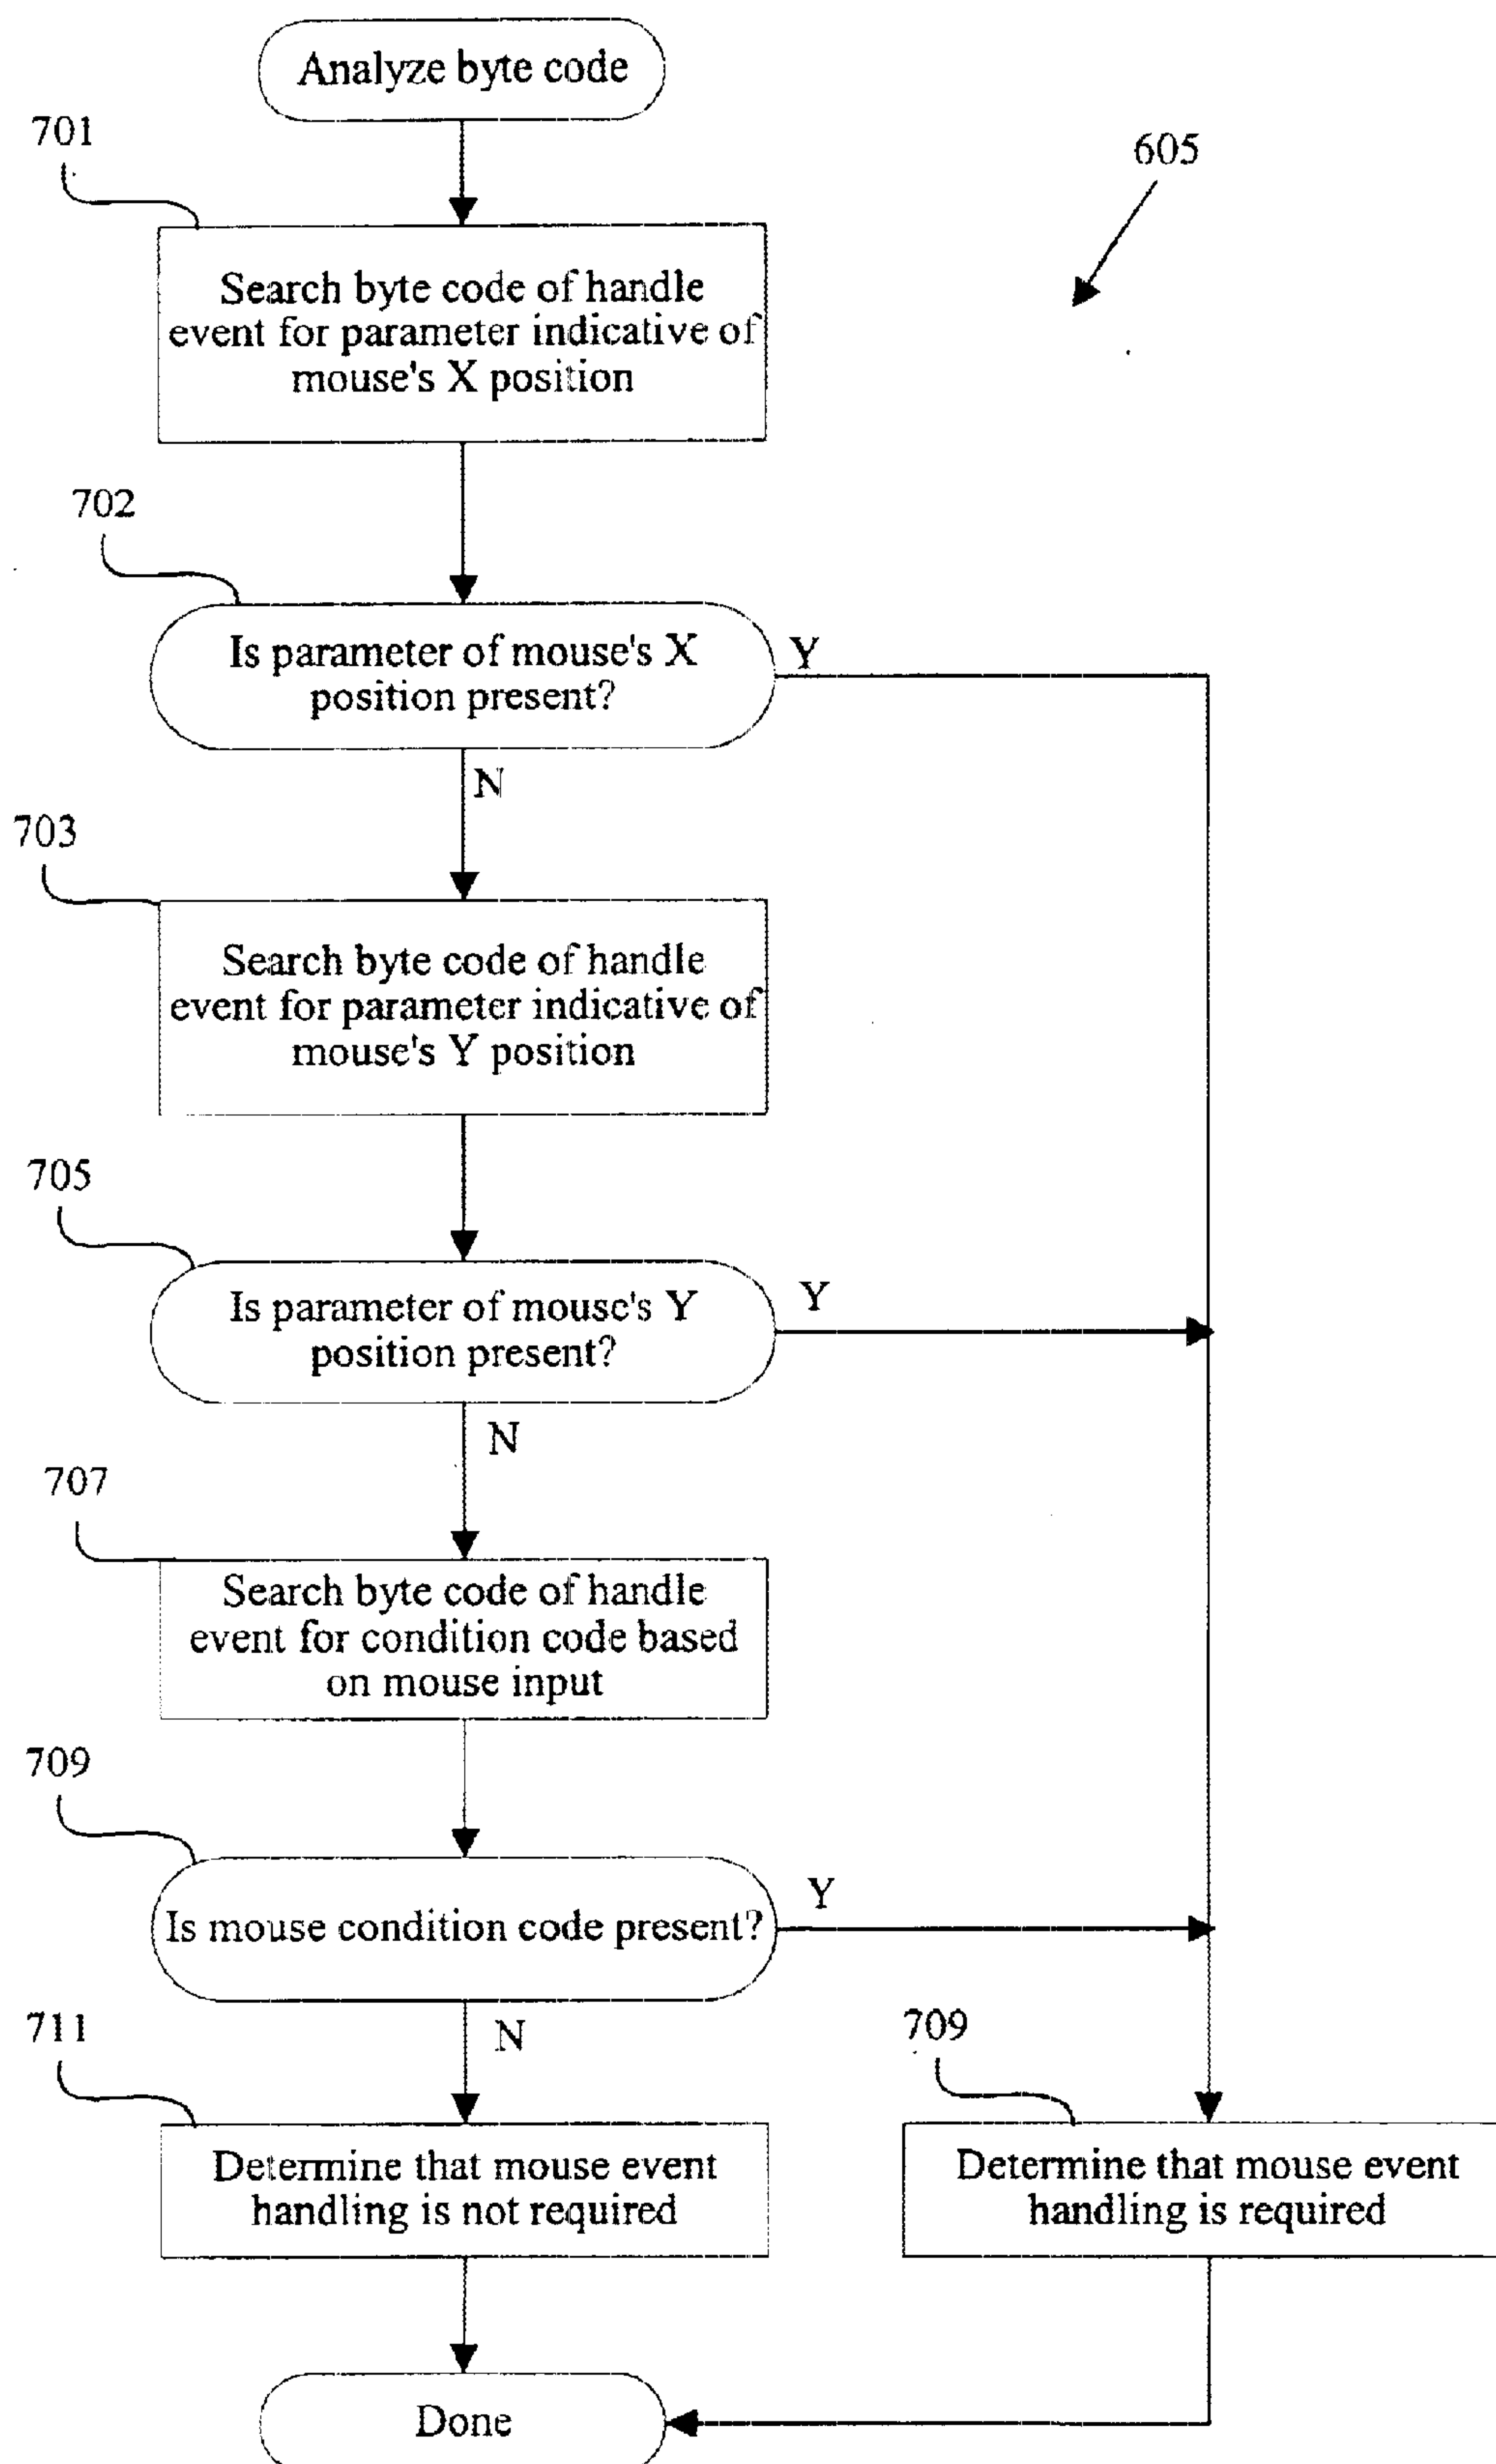 Analyze byte code
701
605
Search byte code of handle
event for parameter indicative of
mouse's X position
702
Is parameter of mouse's X
position present?
Y
N
703
Search byte code of handle
event for parameter indicative of
mouse's Y position
705
Is parameter of mouse's Y
position present?
Y
N
707
Search byte code of handle
event for condition code based
on mouse input
709
Is mouse condition code present?
Y
N
711
Determine that mouse event
handling is not required
709
Determine that mouse event
handling is required
Done